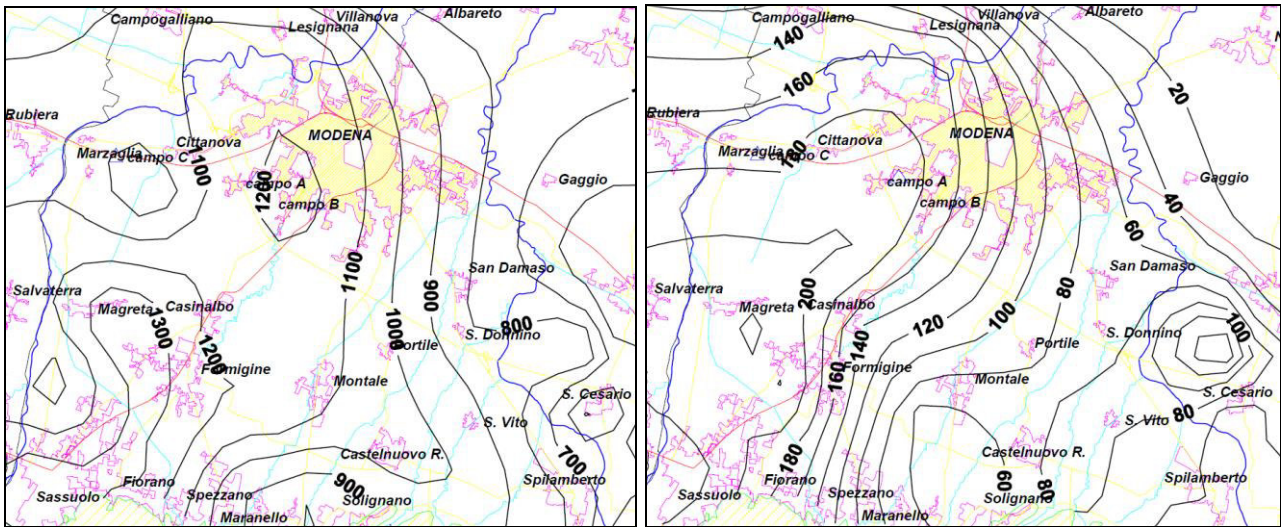 Campogalliano
Villanova
Albareto
Lesignana
Rubiera
Cittanova
MODENA
Marzaglia
campo C
1100
1200
campo A
campo B
Gaggio
1100
San Damaso
900
Salvaterra
Magreta
Casinalbo
1300
1000
800
S. Donnino
1200
Portile
Formigine
Montale
S. Cesario
S. Vito
Castelnuovo R.
700
900
Spilamberto
Fiorano
Sassuolo
Spezzano
Solignano
Maranello
Campogalliano
Villanova
Albareto
140
Lesignana
160
20
Rubiera
Cittanova
MODENA
Marzaglia
campo C
180
campo A
Gaggio
campo B
40
60
San Damaso
Salvaterra
200
80
Magreta
Casinalbo
100
120
140
S. Donnino
100
Portile
Formigine
160
Montale
S. Cesario
80
S. Vito
Castelnuovo R.
180
60
80
Spilamberto
Fiorano
Sassuolo
Spezzano
Solignano
Maranello